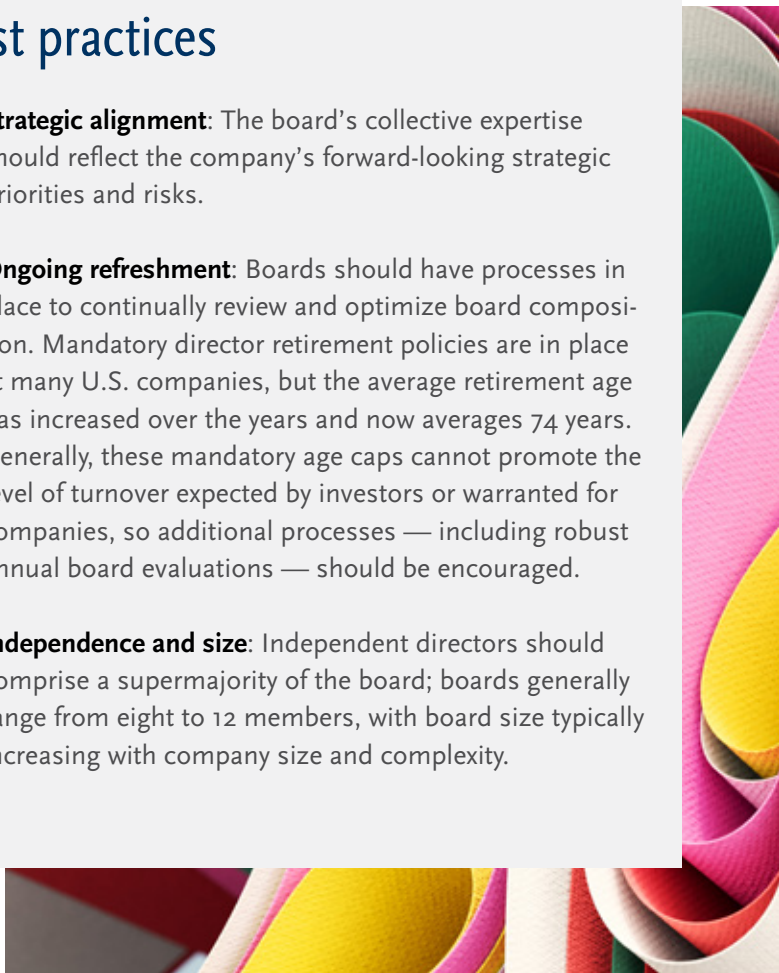 st practices
trategic alignment: The board's collective expertise
hould reflect the company's forward-looking strategic
riorities and risks.
ngoing refreshment: Boards should have processes in
lace to continually review and optimize board composi-
on. Mandatory director retirement policies are in place
t many U.S. companies, but the average retirement age
as increased over the years and now averages 74 years.
enerally, these mandatory age caps cannot promote the
evel of turnover expected by investors or warranted for
ompanies, so additional processes — including robust
nnual board evaluations — should be encouraged.
ndependence and size: Independent directors should
omprise a supermajority of the board; boards generally
ange from eight to 12 members, with board size typically
ncreasing with company size and complexity.